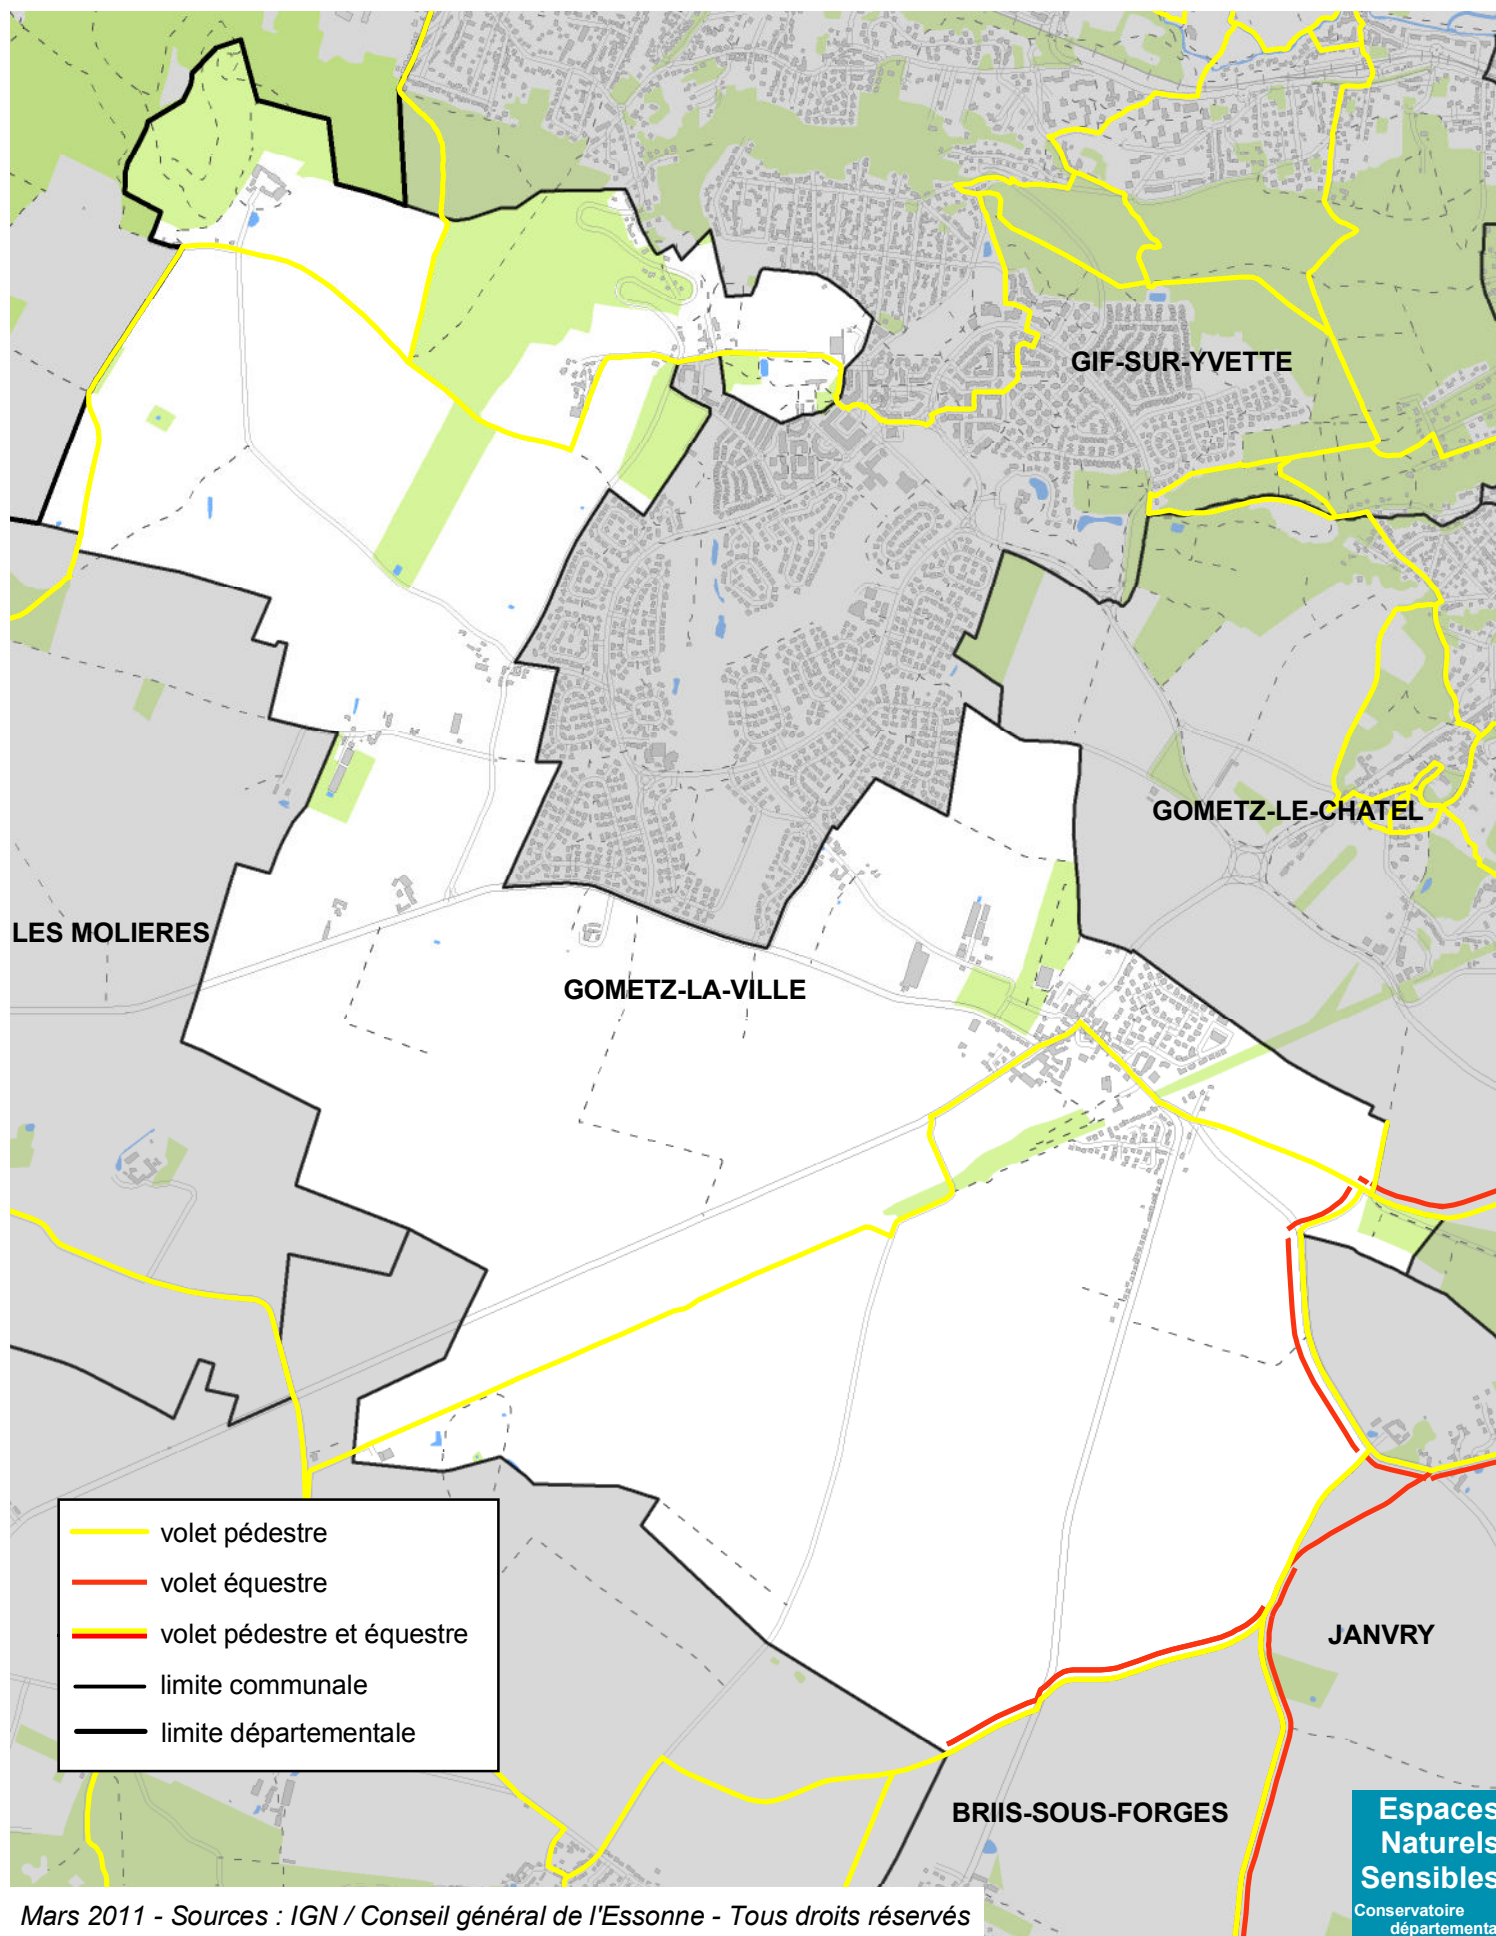 GIF-SUR-YVETTE
GOMETZ-LE-CHATEL
LES MOLIERES
GOMETZ-LA-VILLE
volet pédestre
volet équestre
volet pédestre et équestre
limite communale
limite départementale
JANVRY
BRIIS-SOUS-FORGES
Espaces
Naturels
Sensibles
Conservatoire
départementa
Mars 2011 - Sources : IGN / Conseil général de l'Essonne - Tous droits réservés